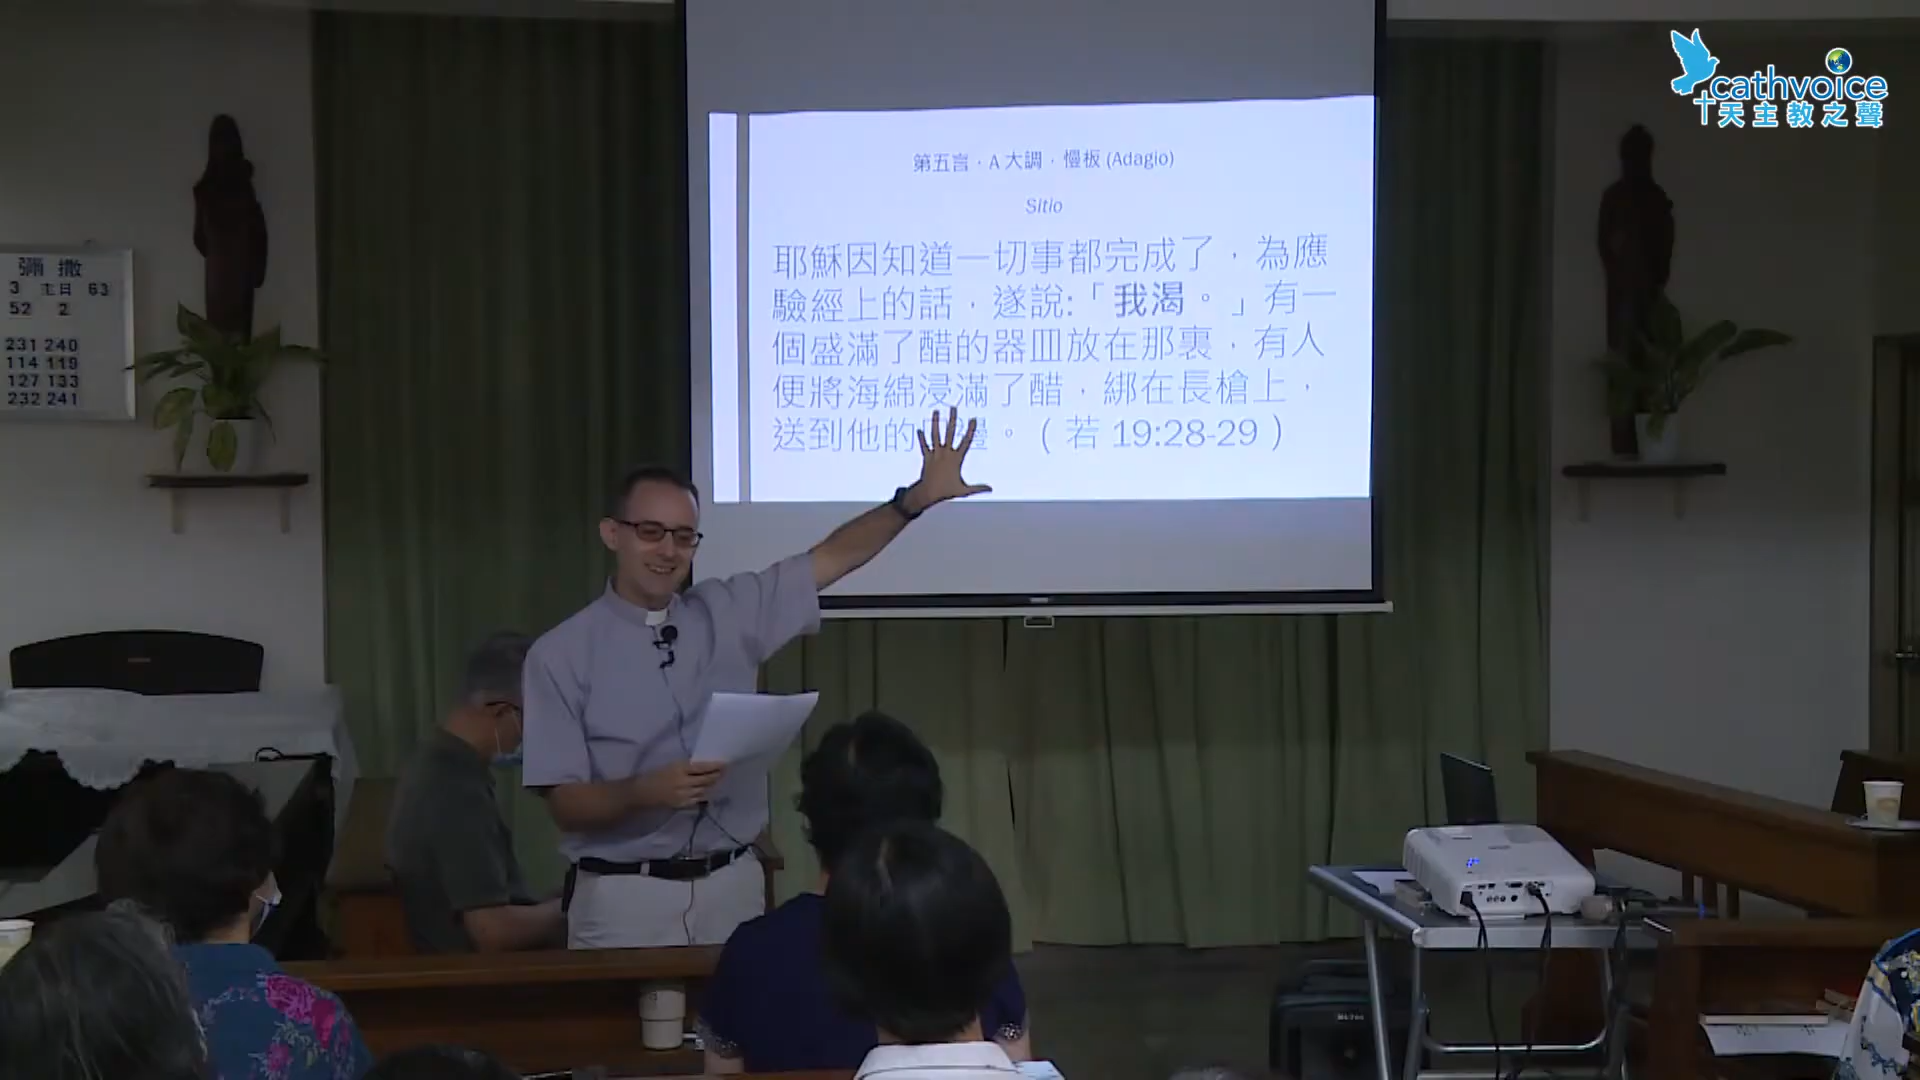 cathvoice
天主教之聲
第五言．A 大調．慢板 (Adagio)
Sitio
耶穌因知道一切事都完成了，為應
驗經上的話，遂說:「我渴。」有一
個盛滿了醋的器皿放在那裏，有人
便將海綿浸滿了醋，綁在長槍上，
送到他的邊。(若 19:28-29)
彌撒
3 主日 63
52 2
231 240
114 119
127 133
232 241